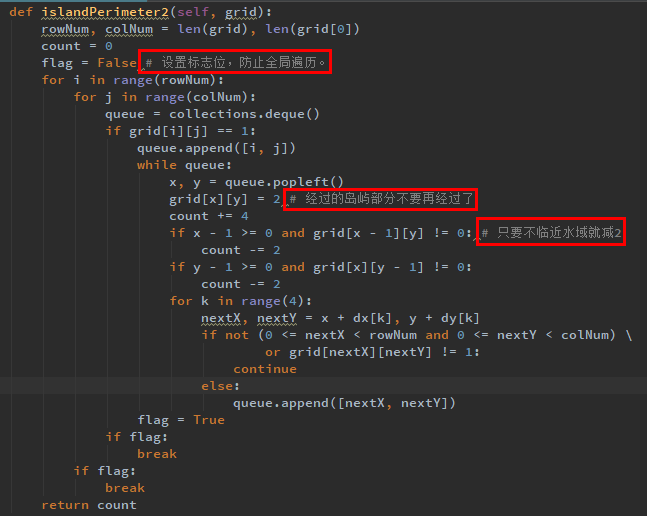 def islandPerimeter2(self, grid):
    rowNum, colNum = len(grid), len(grid[0])
    count = 0
    flag = False # 设置标志位，防止全局遍历。
    for i in range(rowNum):
        for j in range(colNum):
            queue = collections.deque()
            if grid[i][j] == 1:
                queue.append([i, j])
                while queue:
                    x, y = queue.popleft()
                    grid[x][y] = 2 # 经过的岛屿部分不要再经过了
                    count += 4
                    if x - 1 >= 0 and grid[x - 1][y] != 0: # 只要不临近水域就减2
                        count -= 2
                    if y - 1 >= 0 and grid[x][y - 1] != 0:
                        count -= 2
                    for k in range(4):
                        nextX, nextY = x + dx[k], y + dy[k]
                        if not (0 <= nextX < rowNum and 0 <= nextY < colNum) \
                                or grid[nextX][nextY] != 1:
                            continue
                        else:
                            queue.append([nextX, nextY])
                flag = True
            if flag:
                break
        if flag:
            break
    return count